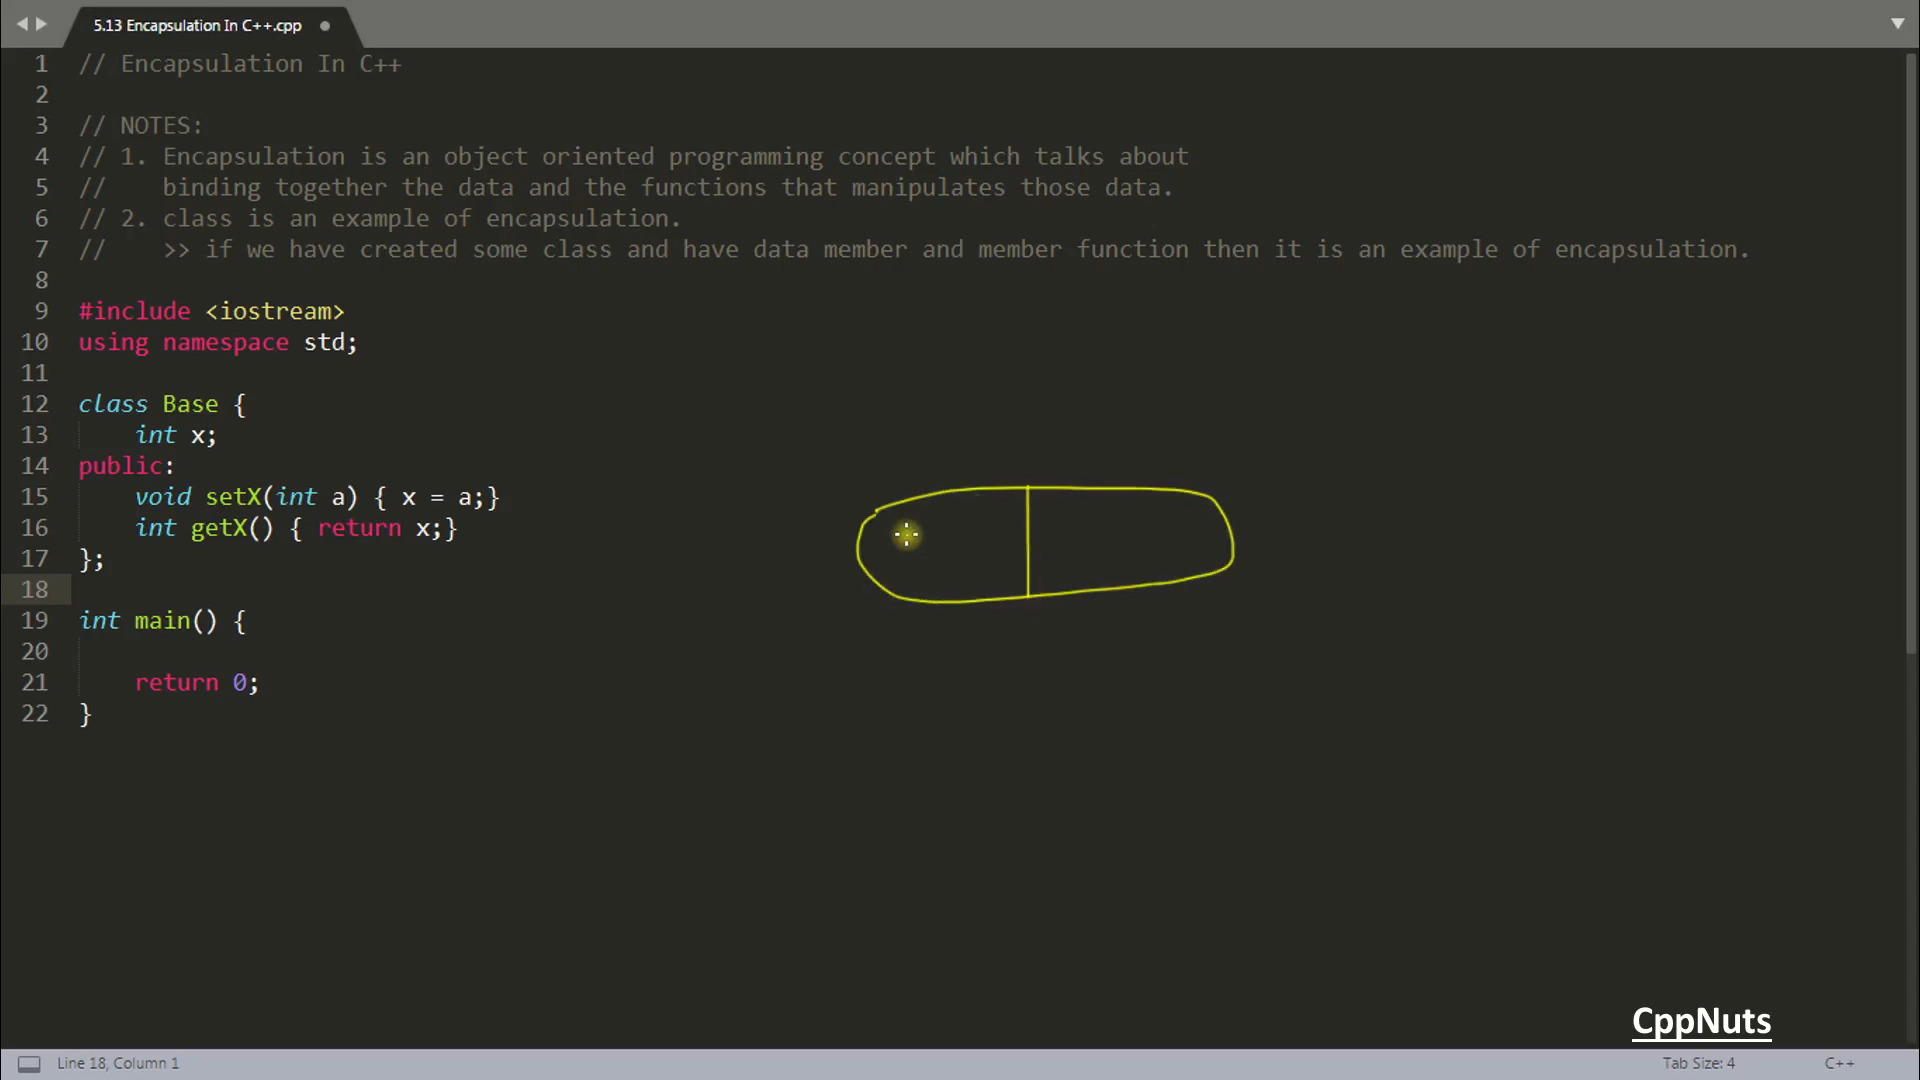 5.13 Encapsulation In C++.cpp
1 // Encapsulation In C++
2
3 // NOTES:
4 // 1. Encapsulation is an object oriented programming concept which talks about
5 //    binding together the data and the functions that manipulates those data.
6 // 2. class is an example of encapsulation.
7 //    >> if we have created some class and have data member and member function then it is an example of encapsulation.
8
9 #include <iostream>
10 using namespace std;
11
12 class Base {
13     int x;
14 public:
15     void setX(int a) { x = a;}
16     int getX() { return x;}
17 };
18
19 int main() {
20
21     return 0;
22 }
CppNuts
Line 18, Column 1
Tab Size: 4
C++